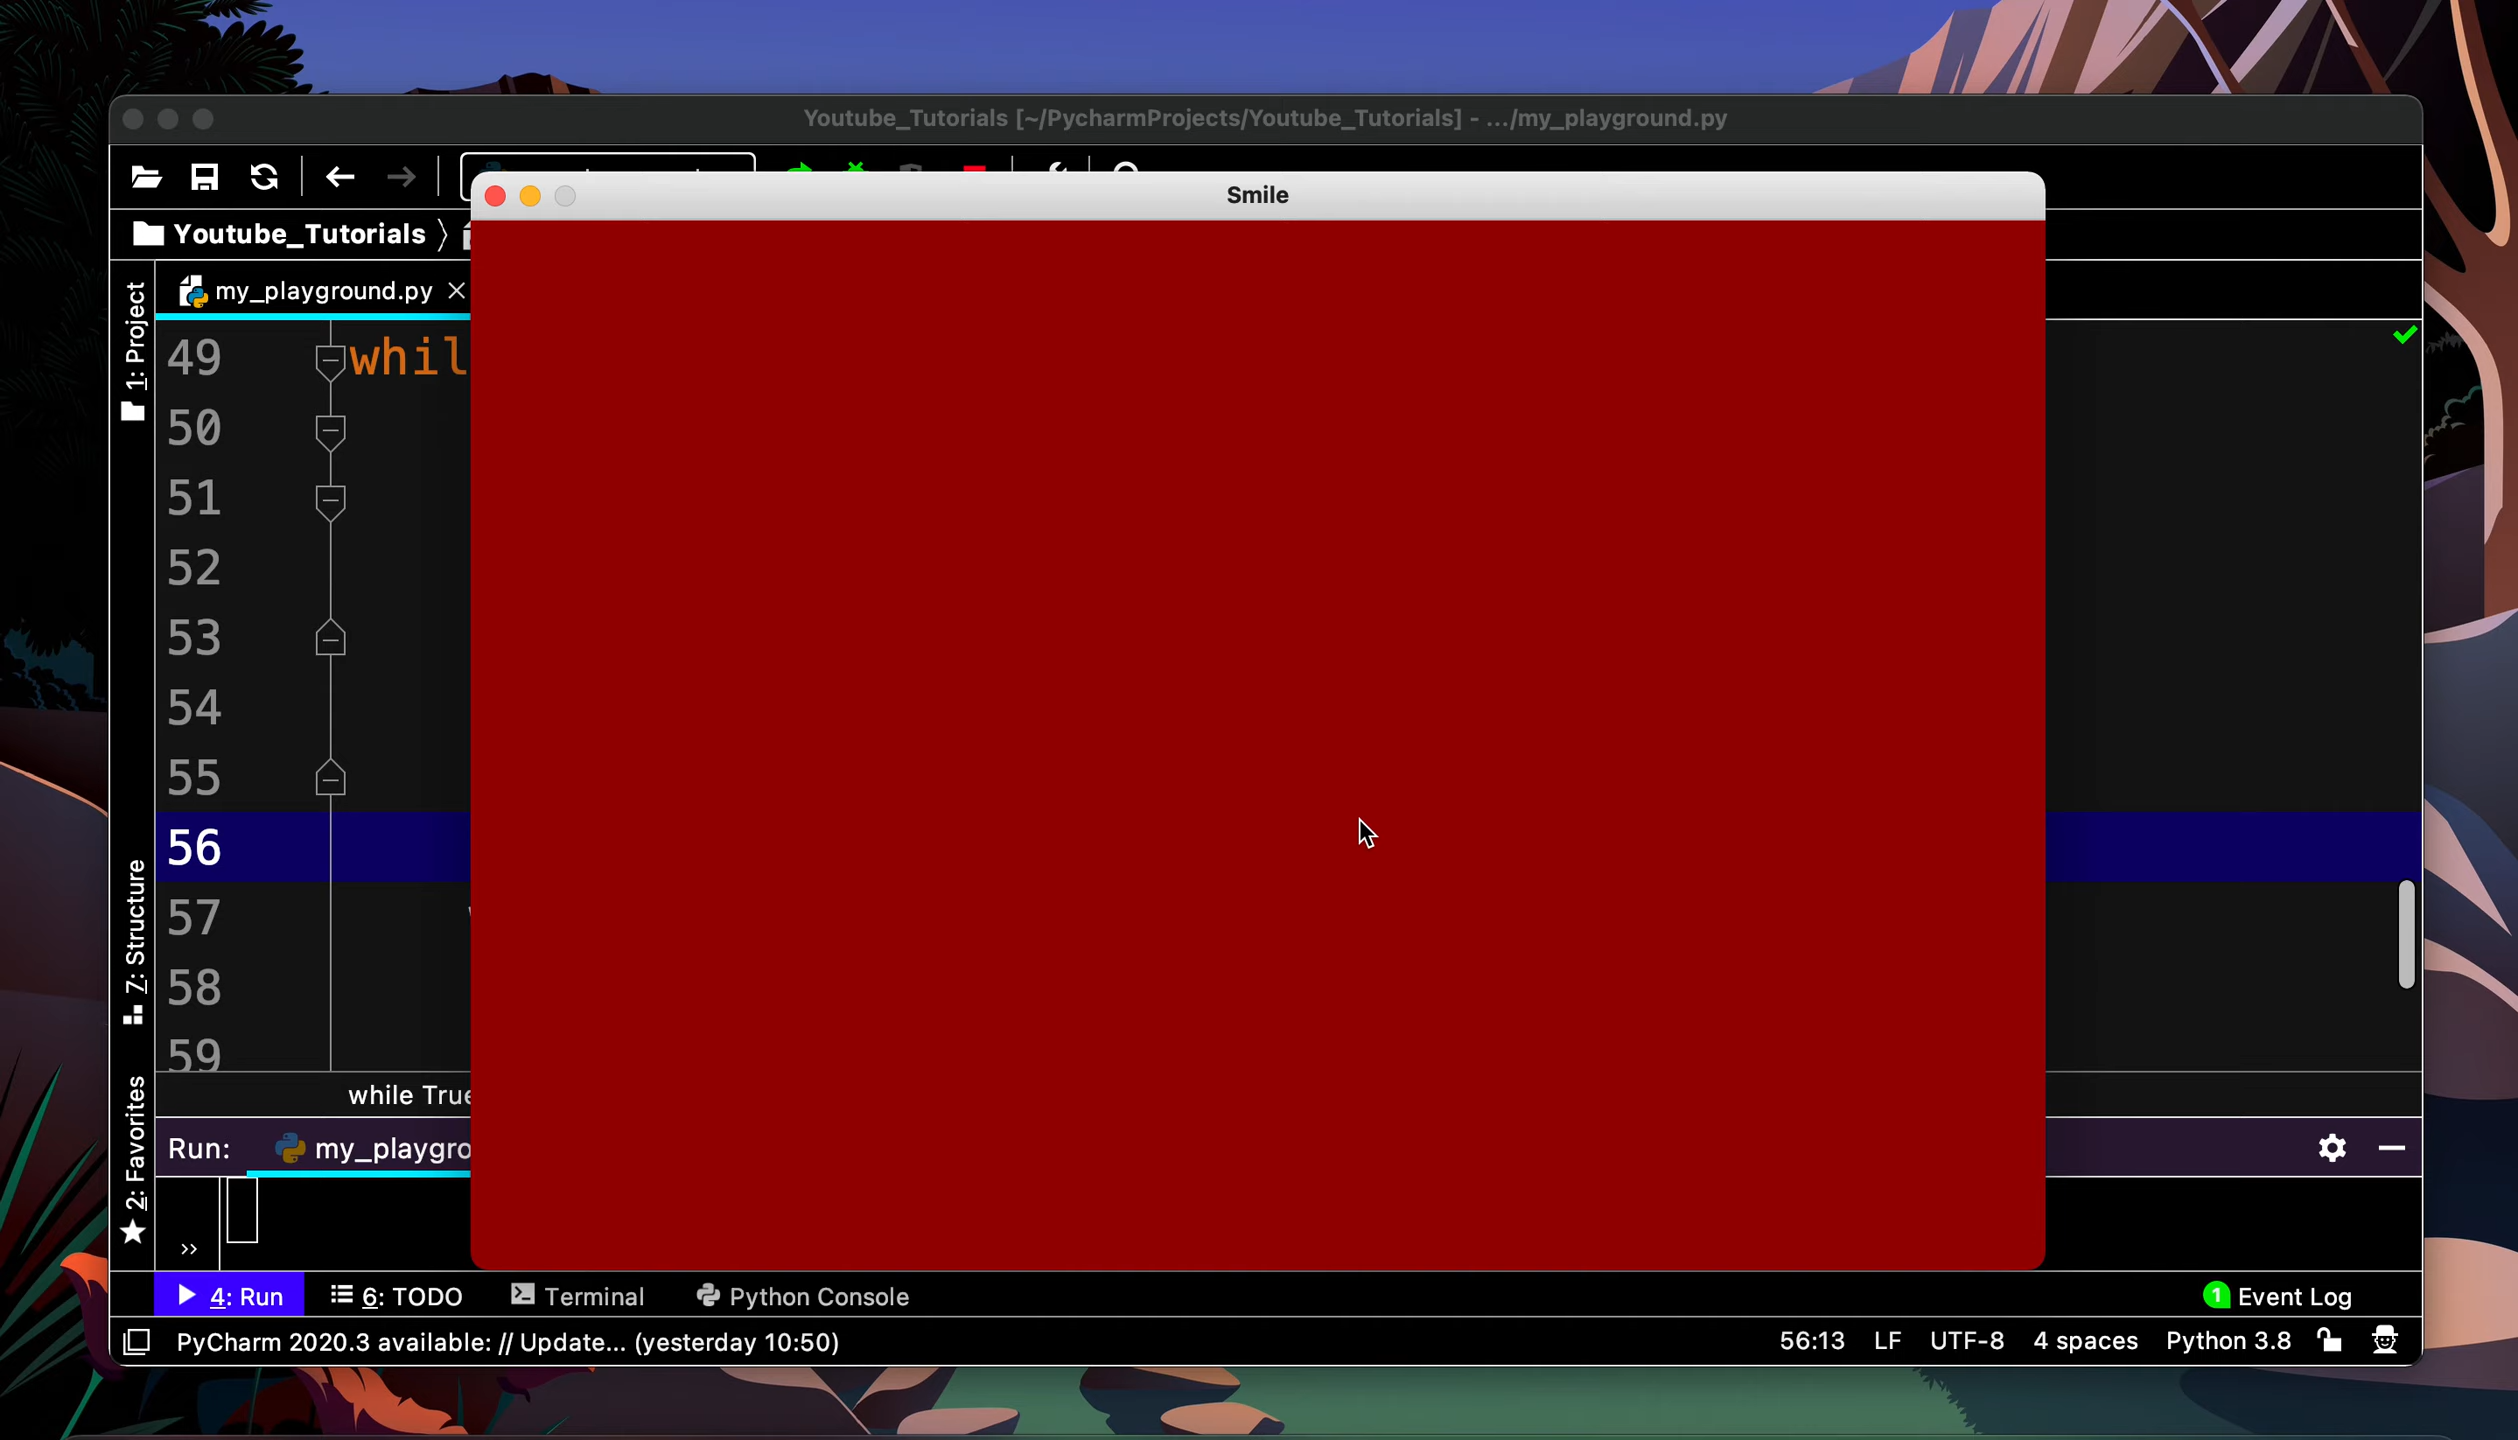 Youtube_Tutorials [~/PycharmProjects/Youtube_Tutorials] - .../my_playground.py
Smile
Youtube_Tutorials
1: Project
my_playground.py
49 whil
50
51
52
53
54
55
56
57
58
59
7: Structure
2: Favorites
while True
Run: my_playgro
4: Run 6: TODO Terminal Python Console 1 Event Log
PyCharm 2020.3 available: // Update... (yesterday 10:50) 56:13 LF UTF-8 4 spaces Python 3.8